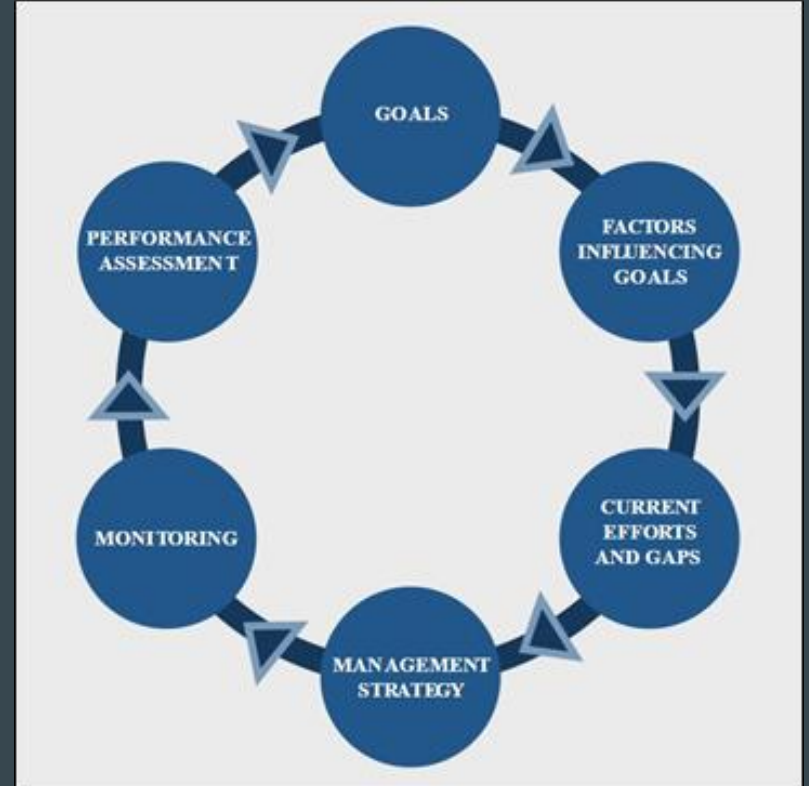 GOALS
FACTORS
INFLUENCING
GOALS
CURRENT
EFFORTS
AND GAPS
MANAGEMENT
STRATEGY
MONITORING
PERFORMANCE
ASSESSMENT